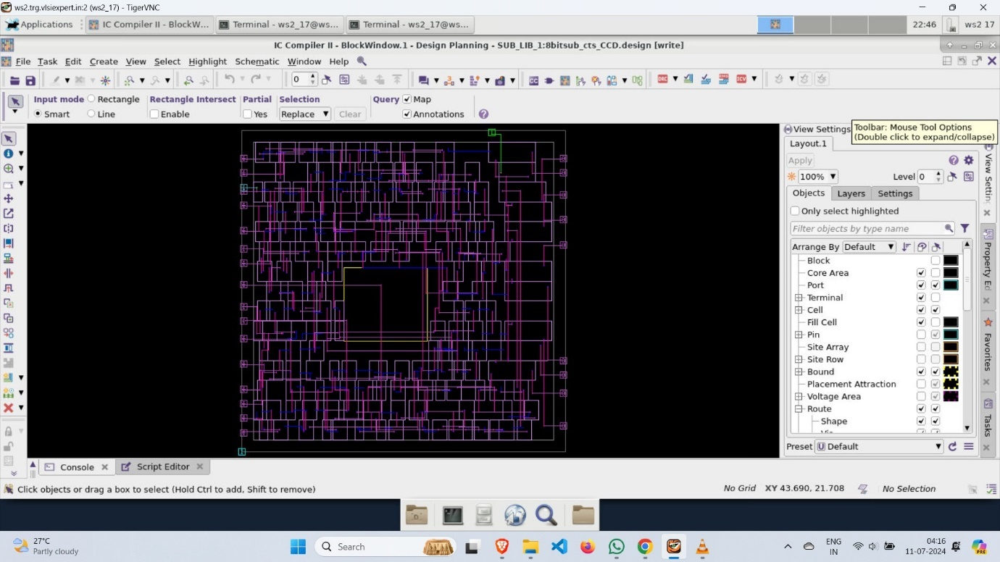 ws2.trg.vlsiexpert.in:2 (ws2_17) - TigerVNC
Applications
IC Compiler II - BlockW...
Terminal - ws2_17@ws...
Terminal - ws2_17@ws...
22:46
ws2 17
IC Compiler II - BlockWindow.1 - Design Planning - SUB_LIB_1:8bitsub_cts_CCD.design [write]
File Task Edit Create View Select Highlight Schematic Window Help
0
DRC
ICV
Input mode Rectangle Rectangle Intersect Partial Selection Query Map
Smart Line Enable Yes Replace Clear Annotations
View Settings
Toolbar: Mouse Tool Options
(Double click to expand/collapse)
Layout.1
Apply
100% Level 0
Objects Layers Settings
Only select highlighted
Filter objects by type name
Arrange By Default
Block
Core Area
Port
Terminal
Cell
Fill Cell
Pin
Site Array
Site Row
Bound
Placement Attraction
Voltage Area
Route
Shape
Preset Default
Property Ed
Favorites
Tasks
Console Script Editor
Click objects or drag a box to select (Hold Ctrl to add, Shift to remove)
No Grid XY 43.690, 21.708 No Selection
27°C
Partly cloudy
Search
ENG
IN
04:16
11-07-2024
PRE